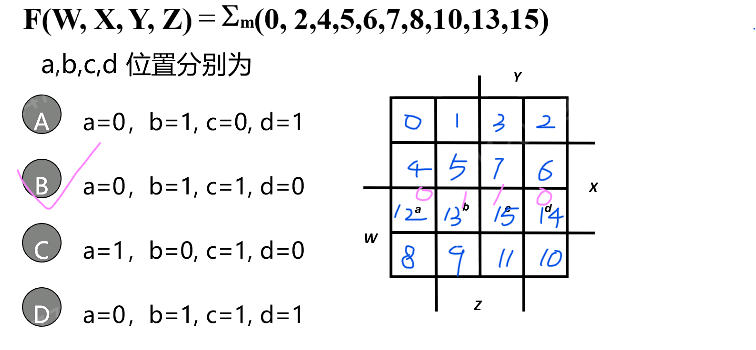 F(W, X, Y, Z) = Σm(0, 2,4,5,6,7,8,10,13,15)
a,b,c,d 位置分别为
A a=0, b=1, c=0, d=1
B a=0, b=1, c=1, d=0
C a=1, b=0, c=1, d=0
D a=0, b=1, c=1, d=1
Y
0 1 3 2
4 5 7 6
X
0 1 1 0
12 a 13 b 15 c 14 d
W
8 9 11 10
Z